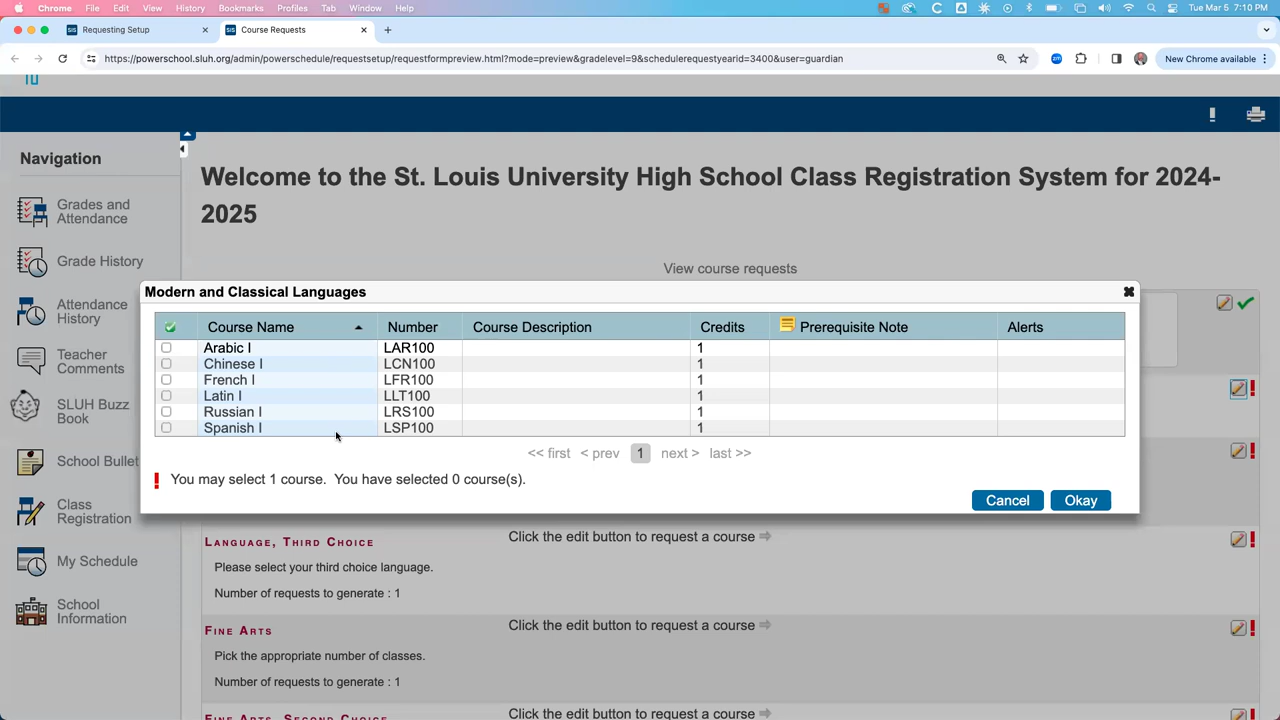 Chrome File Edit View History Bookmarks Profiles Tab Window Help Tue Mar 5 7:10 PM
SIS Requesting Setup × SIS Course Requests × +
https://powerschool.sluh.org/admin/powerschedule/requestsetup/requestformpreview.html?mode=preview&gradelevel=9&schedulerequestyearid=3400&user=guardian New Chrome available
Navigation
Grades and
Attendance
Grade History
Attendance
History
Teacher
Comments
SLUH Buzz
Book
School Bullet
Class
Registration
My Schedule
School
Information
Welcome to the St. Louis University High School Class Registration System for 2024-
2025
View course requests
Modern and Classical Languages
Course Name Number Course Description Credits Prerequisite Note Alerts
Arabic I LAR100 1
Chinese I LCN100 1
French I LFR100 1
Latin I LLT100 1
Russian I LRS100 1
Spanish I LSP100 1
<< first < prev 1 next > last >>
! You may select 1 course. You have selected 0 course(s).
Cancel Okay
Language, Third Choice Click the edit button to request a course
Please select your third choice language.
Number of requests to generate : 1
Fine Arts Click the edit button to request a course
Pick the appropriate number of classes.
Number of requests to generate : 1
Fine Arts, Second Choice Click the edit button to request a course